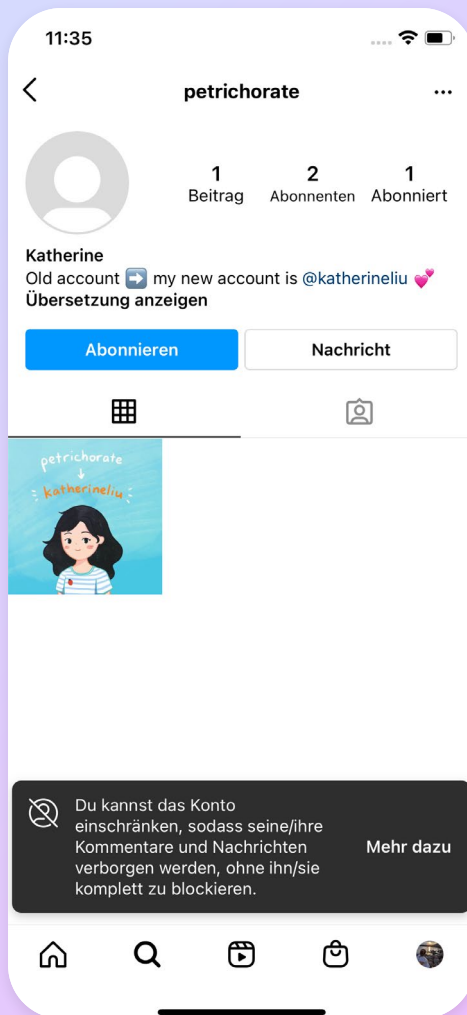 11:35
petrichorate
1
2
1
Beitrag
Abonnenten
Abonniert
Katherine
Old account ➡️ my new account is @katherineliu 💕
Übersetzung anzeigen
Abonnieren
Nachricht
petrichorate
katherineliu
Du kannst das Konto
einschränken, sodass seine/ihre
Kommentare und Nachrichten
verborgen werden, ohne ihn/sie
komplett zu blockieren.
Mehr dazu